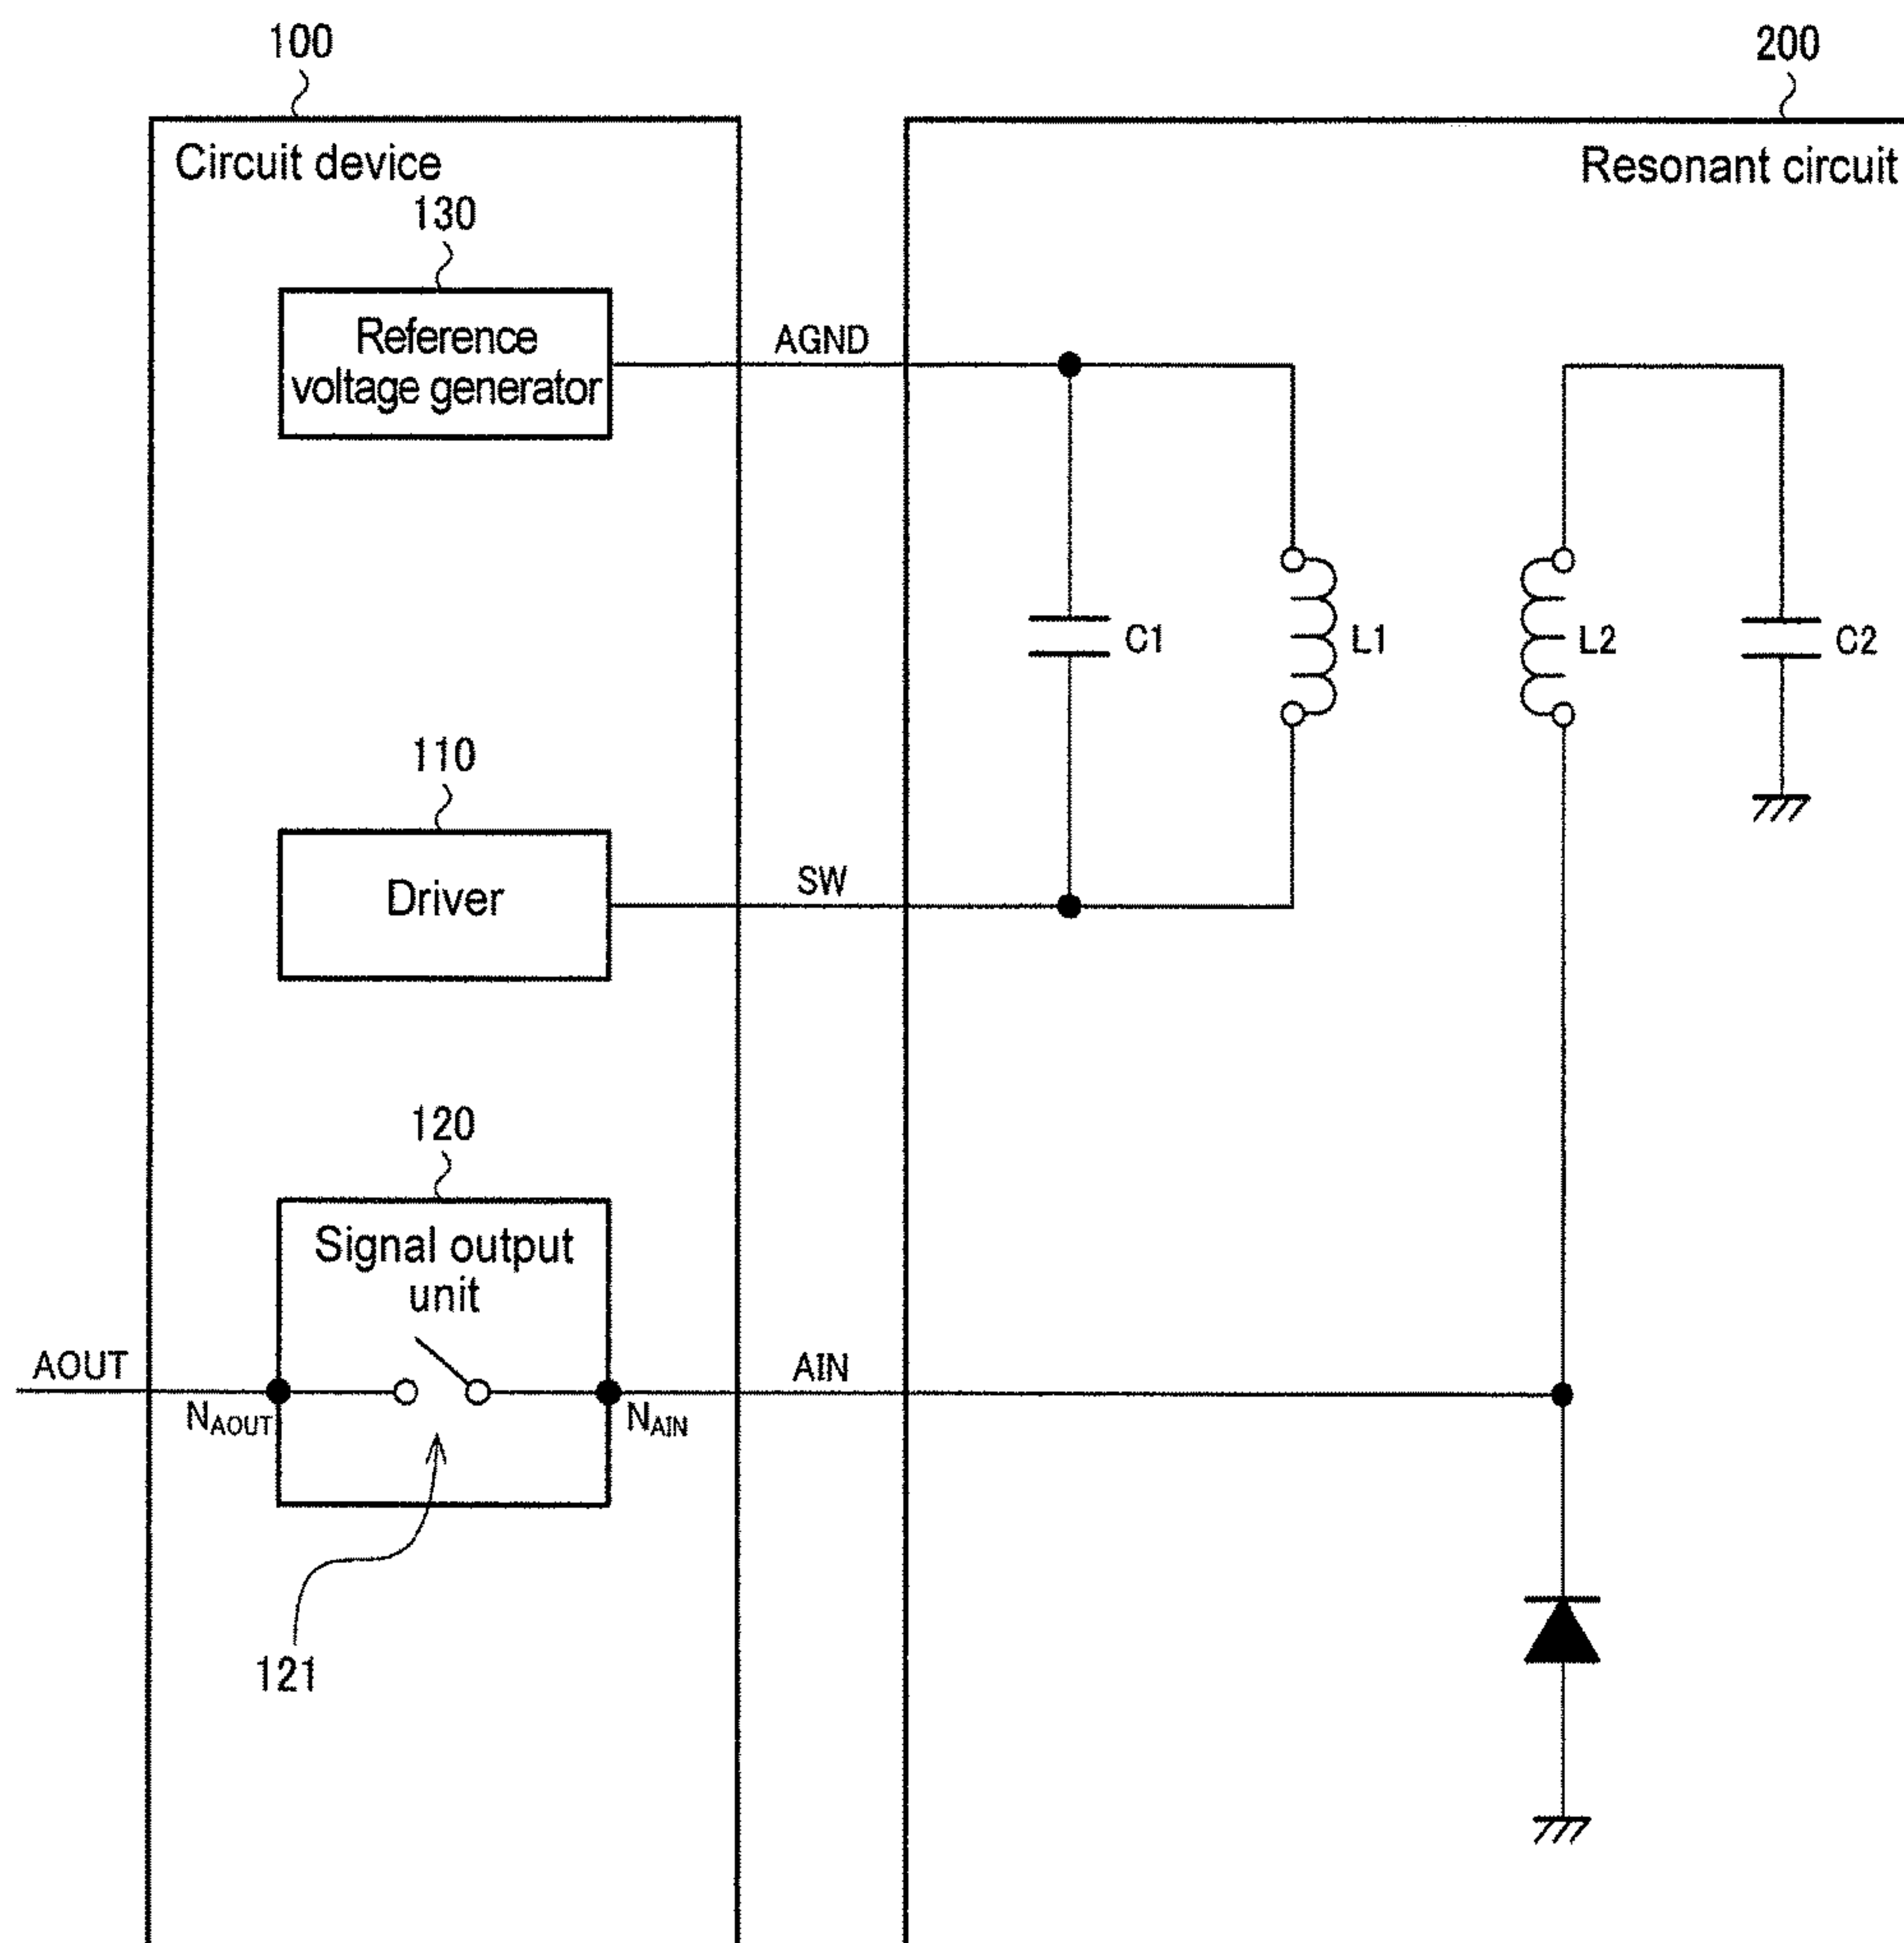 100
200
Circuit device
Resonant circuit
130
Reference
voltage generator
AGND
C1
L1
L2
C2
110
Driver
SW
120
Signal output
unit
AOUT
AIN
NAOUT
NAIN
121